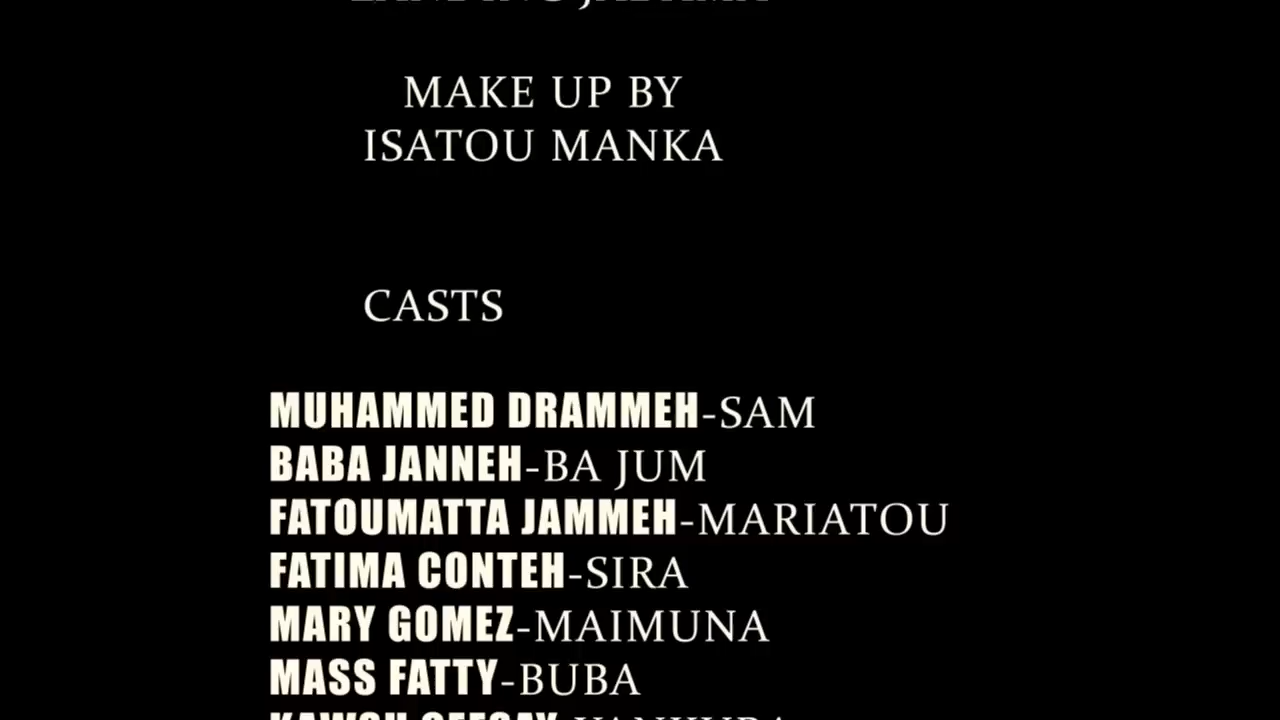 MAKE UP BY
ISATOU MANKA
CASTS
MUHAMMED DRAMMEH-SAM
BABA JANNEH-BA JUM
FATOUMATTA JAMMEH-MARIATOU
FATIMA CONTEH-SIRA
MARY GOMEZ-MAIMUNA
MASS FATTY-BUBA